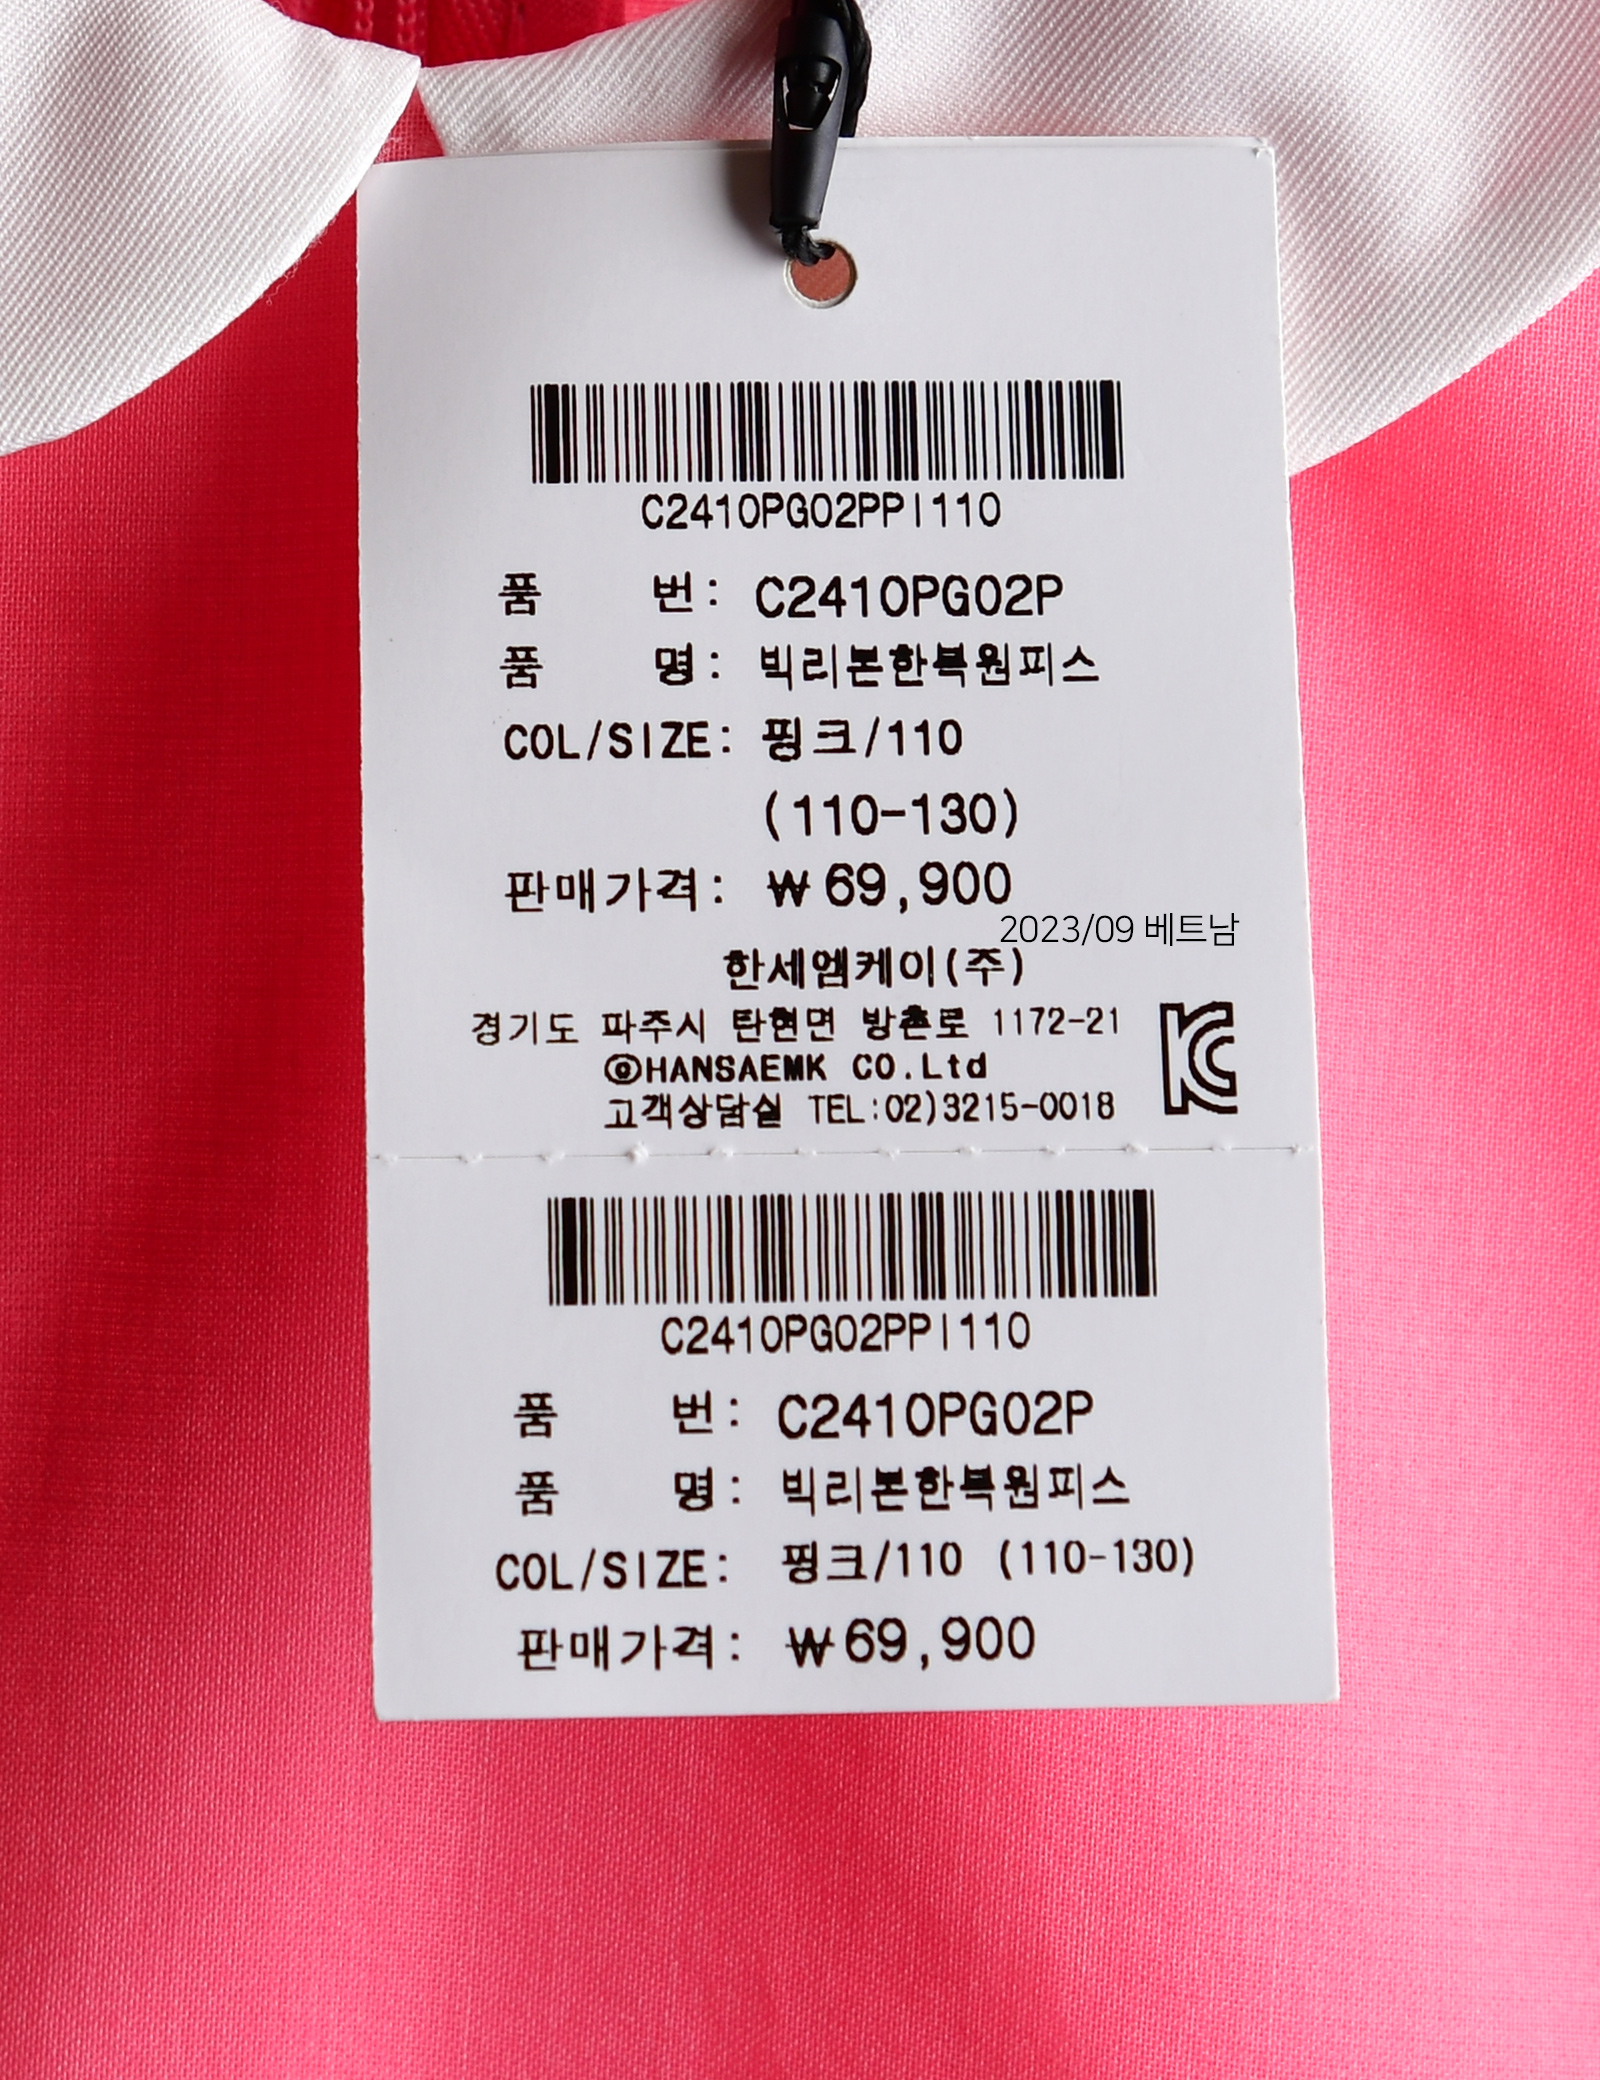 C2410PG02PPI110
품 번: C2410PG02P
품 명: 빅리본한복원피스
COL/SIZE: 핑크/110
(110-130)
판매가격: ₩69,900
2023/09 베트남
한세엠케이(주)
경기도 파주시 탄현면 방촌로 1172-21
ⓒHANSAEMK CO.Ltd
고객상담실 TEL:02)3215-0018
C2410PG02PPI110
품 번: C2410PG02P
품 명: 빅리본한복원피스
COL/SIZE: 핑크/110 (110-130)
판매가격: ₩69,900